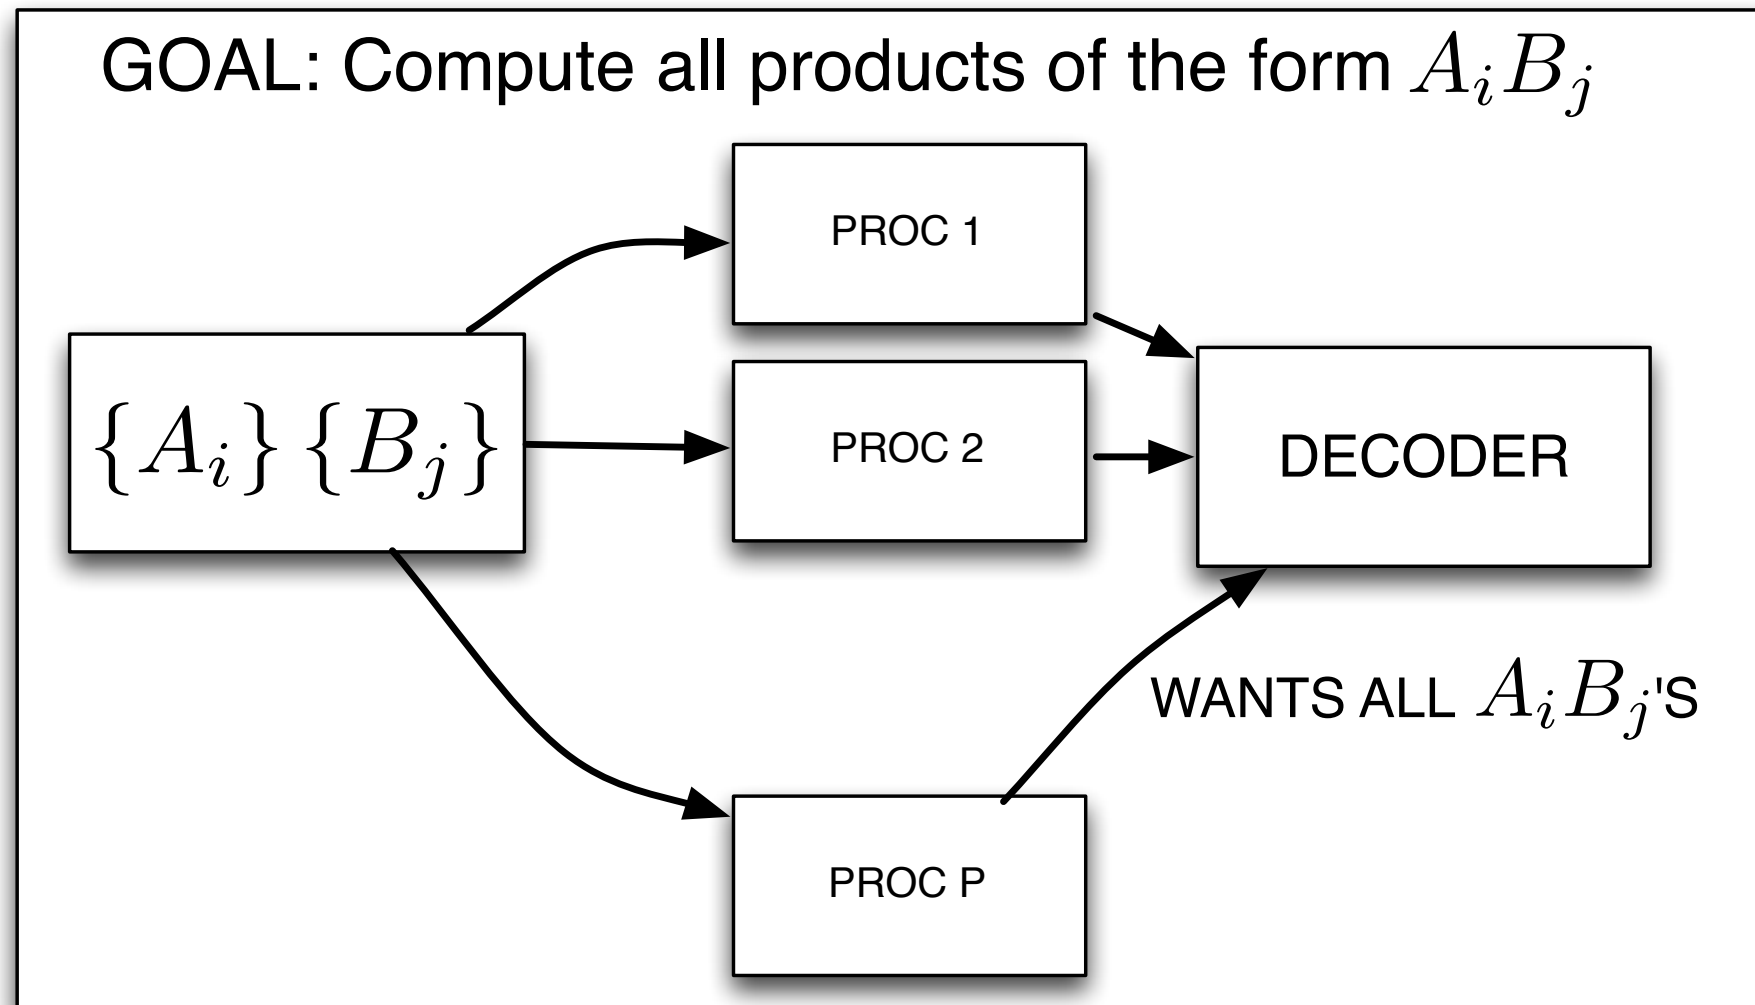 GOAL: Compute all products of the form $A_i B_j$
PROC 1
$\{A_i\}\{B_j\}$
PROC 2
DECODER
WANTS ALL $A_i B_j$'S
PROC P